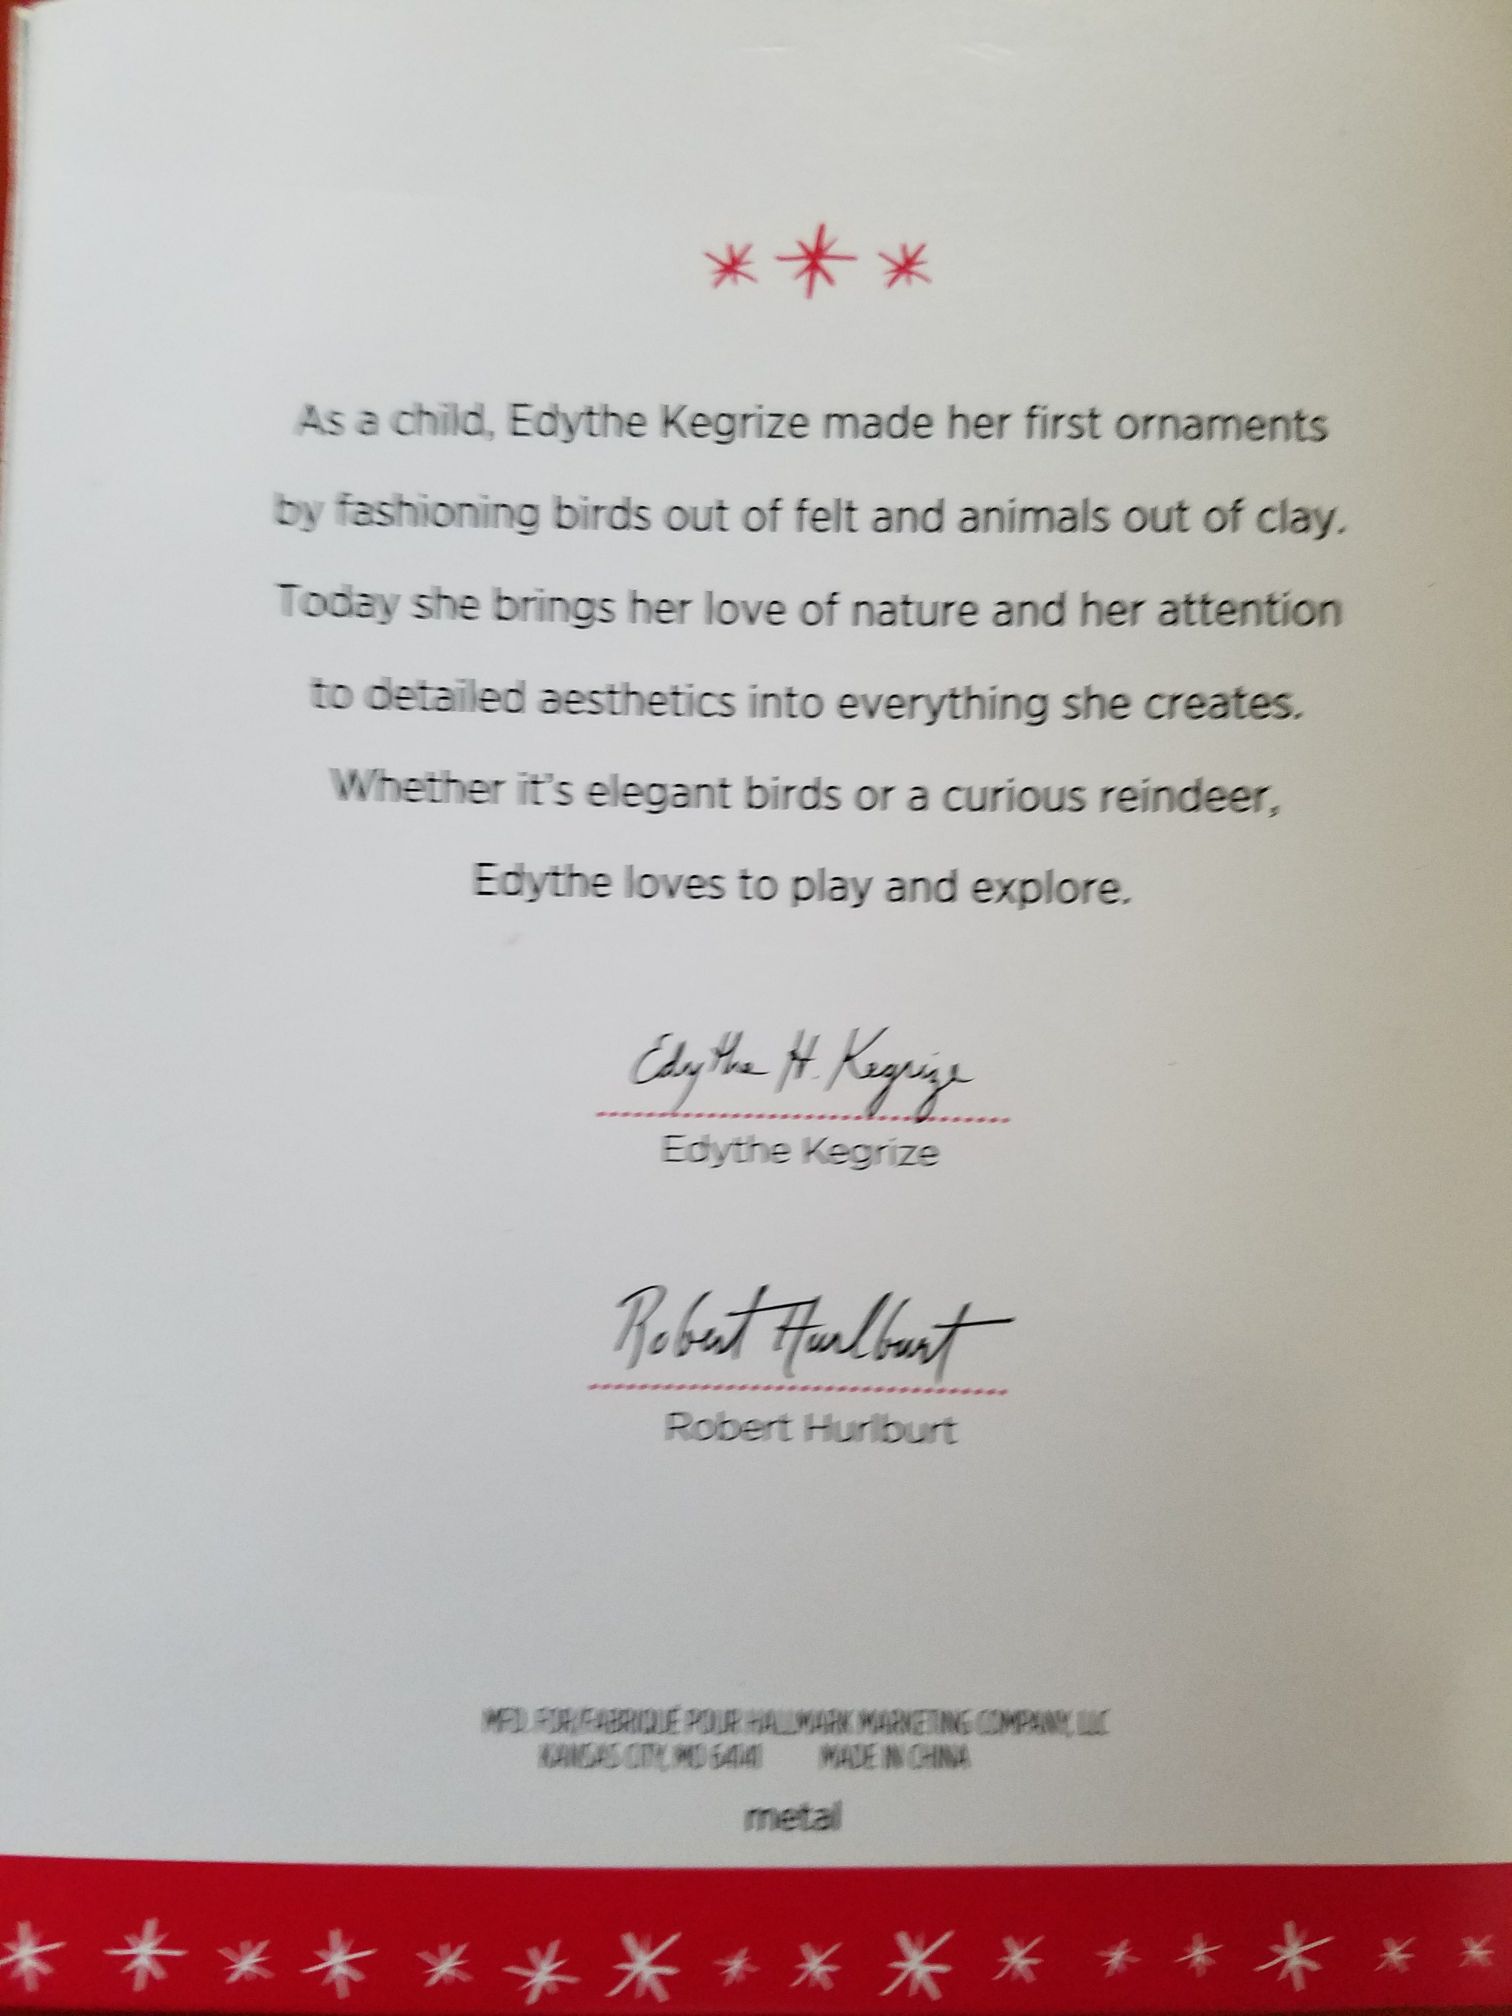 As a child, Edythe Kegrize made her first ornaments
by fashioning birds out of felt and animals out of clay.
Today she brings her love of nature and her attention
to detailed aesthetics into everything she creates.
Whether it's elegant birds or a curious reindeer,
Edythe loves to play and explore.
Edythe H. Kegrize
Edythe Kegrize
Robert Hurlburt
Robert Hurlburt
MFD. FOR/FABRIQUÉ POUR HALLMARK MARKETING COMPANY, LLC
KANSAS CITY, MO 64141 MADE IN CHINA
metal